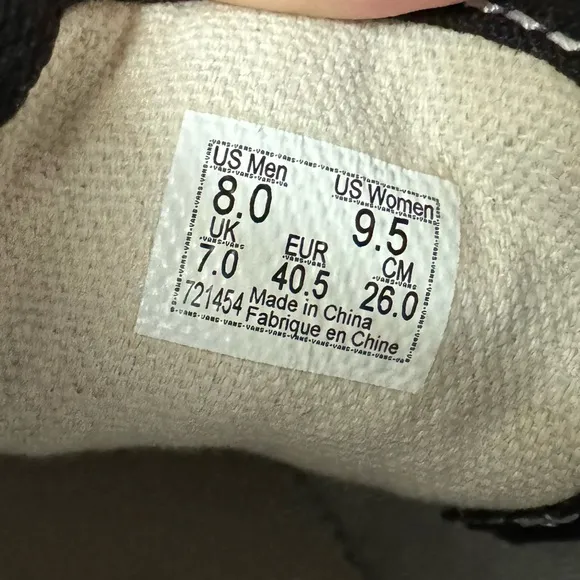 US Men US Women
8.0 9.5
UK EUR CM
7.0 40.5 26.0
721454 Made in China
Fabrique en Chine